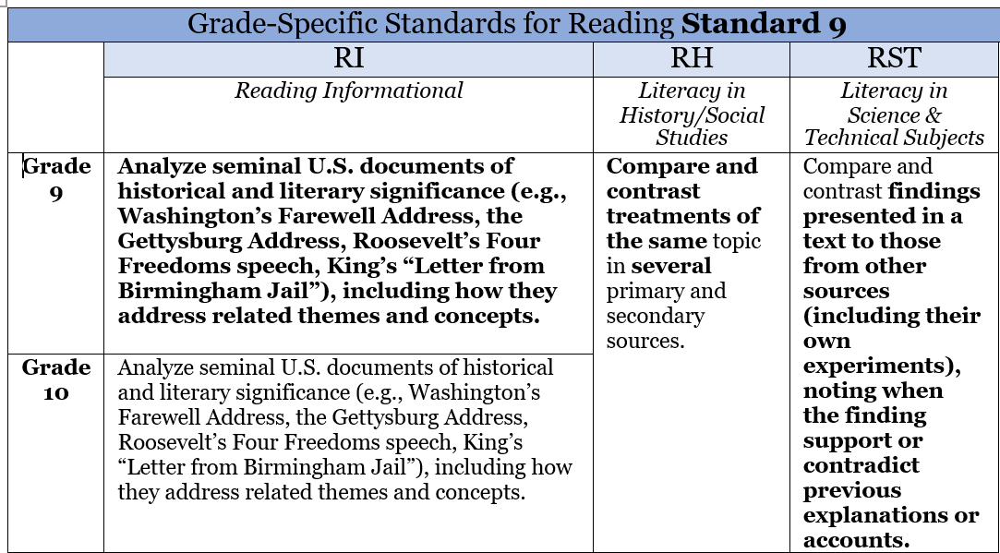 Grade-Specific Standards for Reading Standard 9
RI
RH
RST
Reading Informational
Literacy in
History/Social
Studies
Literacy in
Science &
Technical Subjects
Grade
9
Analyze seminal U.S. documents of
historical and literary significance (e.g.,
Washington’s Farewell Address, the
Gettysburg Address, Roosevelt’s Four
Freedoms speech, King’s “Letter from
Birmingham Jail”), including how they
address related themes and concepts.
Compare and
contrast
treatments of
the same topic
in several
primary and
secondary
sources.
Compare and
contrast findings
presented in a
text to those
from other
sources
(including their
own
experiments),
noting when
the finding
support or
contradict
previous
explanations or
accounts.
Grade
10
Analyze seminal U.S. documents of historical
and literary significance (e.g., Washington’s
Farewell Address, the Gettysburg Address,
Roosevelt’s Four Freedoms speech, King’s
“Letter from Birmingham Jail”), including how
they address related themes and concepts.